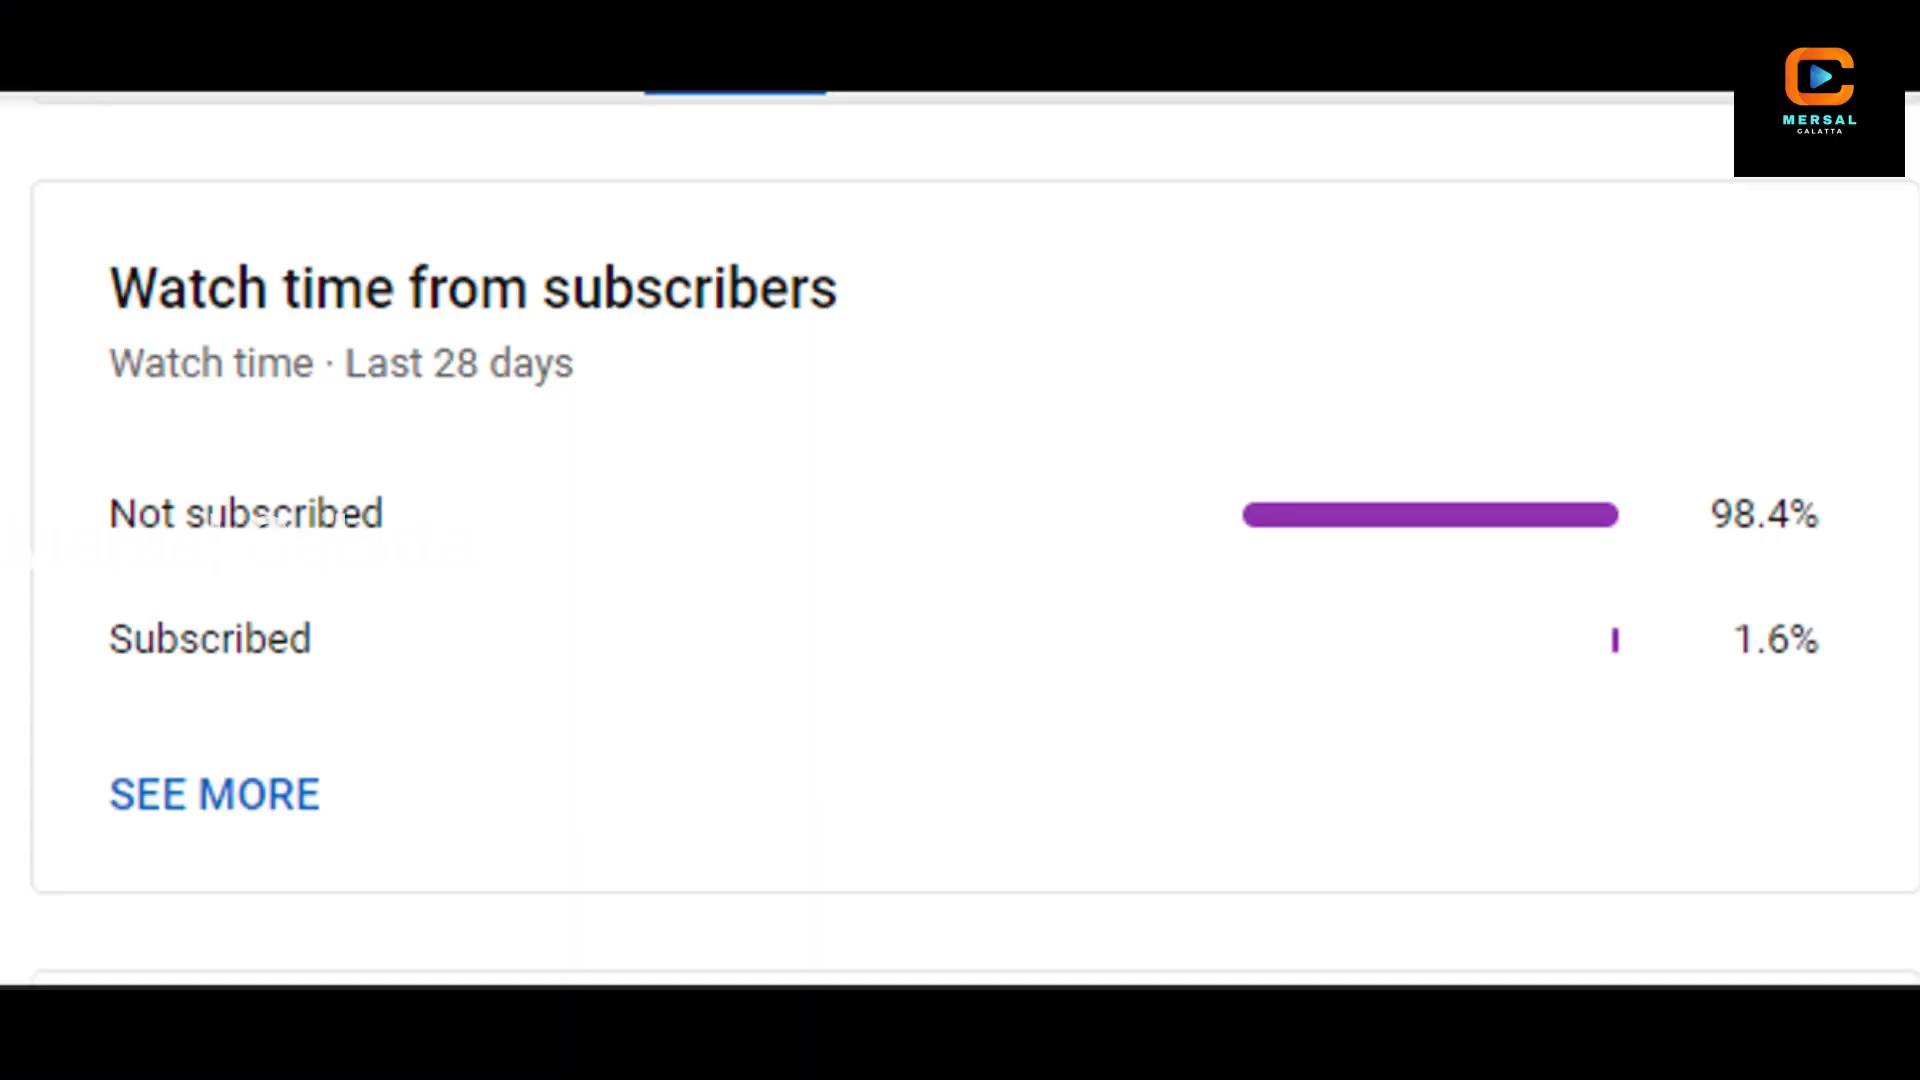 MERSAL
GALATTA
Watch time from subscribers
Watch time · Last 28 days
Not subscribed 98.4%
Subscribed 1.6%
SEE MORE